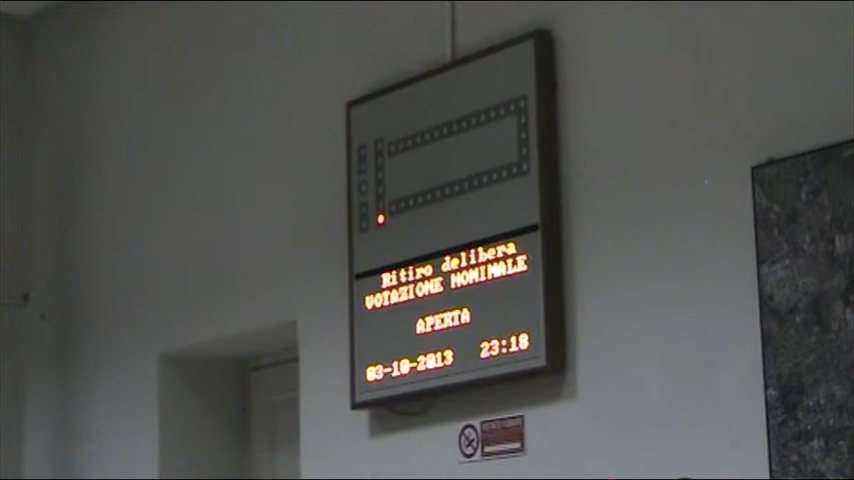 Ritiro delibera
VOTAZIONE NOMINALE
APERTA
03-10-2013 23:18